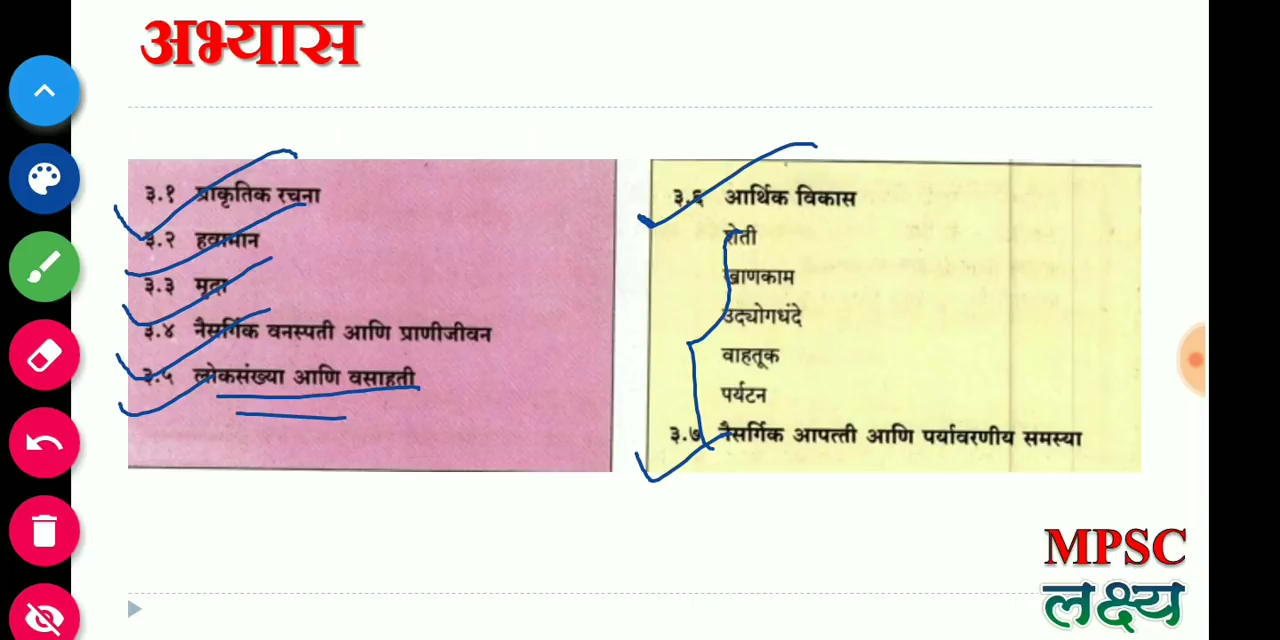 अभ्यास
३.१ प्राकृतिक रचना
३.२ हवामान
३.३ मृदा
३.४ नैसर्गिक वनस्पती आणि प्राणीजीवन
३.५ लोकसंख्या आणि वसाहती
३.६ आर्थिक विकास
शेती
खाणकाम
उद्योगधंदे
वाहतूक
पर्यटन
३.७ नैसर्गिक आपत्ती आणि पर्यावरणीय समस्या
MPSC
लक्ष्य